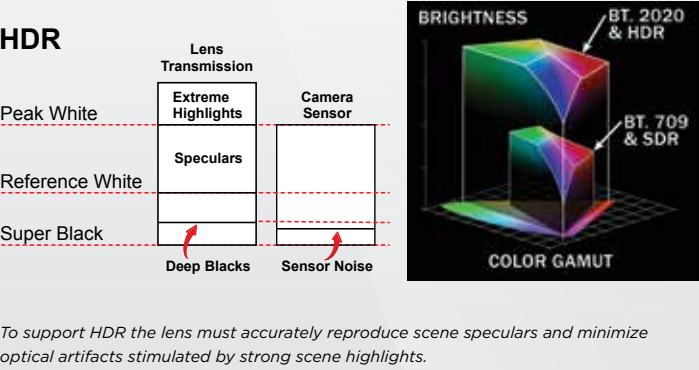 HDR
Lens
Transmission
Extreme
Highlights
Camera
Sensor
Peak White
Speculars
Reference White
Super Black
Deep Blacks
Sensor Noise
BRIGHTNESS
BT. 2020
& HDR
BT. 709
& SDR
COLOR GAMUT
To support HDR the lens must accurately reproduce scene speculars and minimize
optical artifacts stimulated by strong scene highlights.